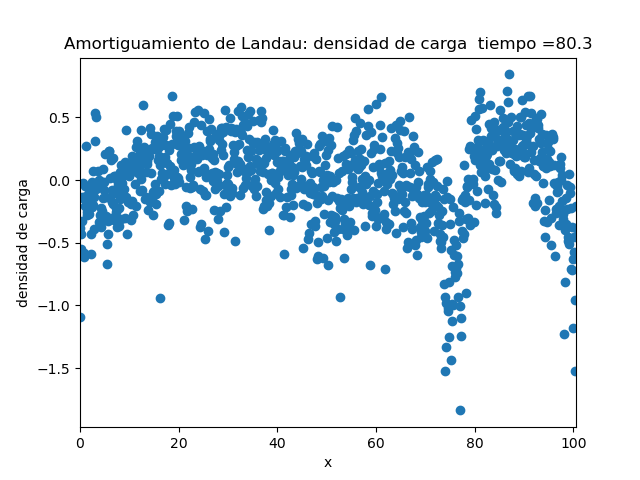 Amortiguamiento de Landau: densidad de carga  tiempo =80.3
densidad de carga
0.5
0.0
−0.5
−1.0
−1.5
0 20 40 60 80 100
x